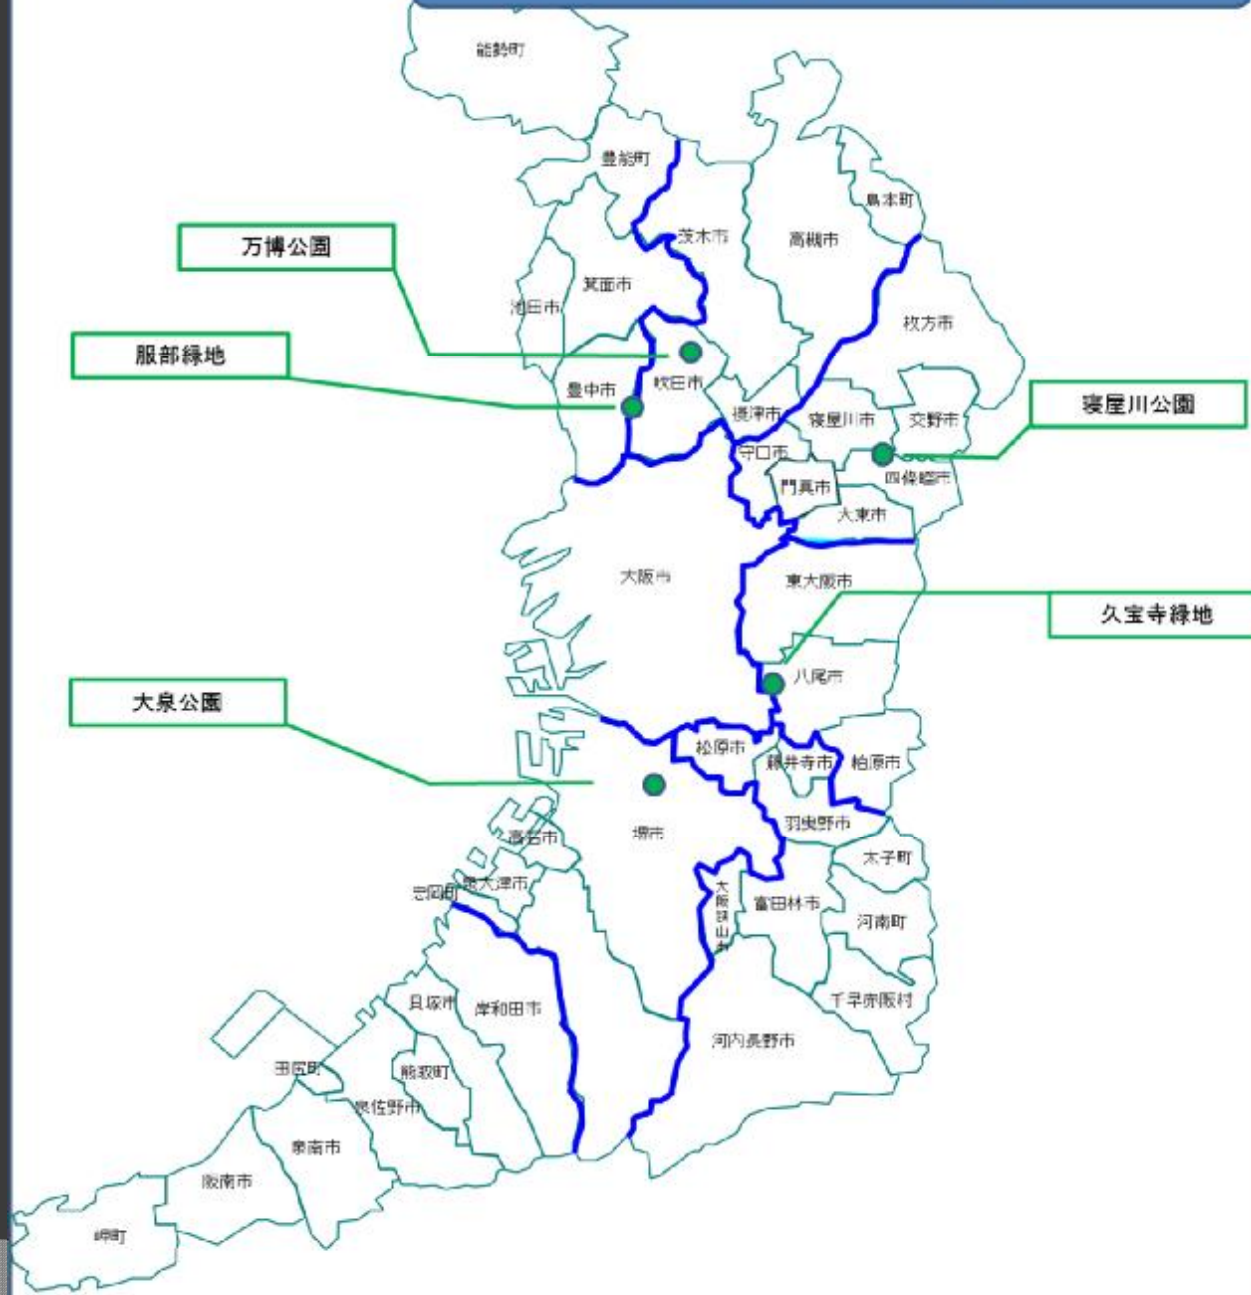 能勢町
豊能町
島本町
茨木市
高槻市
万博公園
箕面市
池田市
枚方市
服部緑地
吹田市
豊中市
摂津市
寝屋川市
交野市
寝屋川公園
守口市
門真市
四條畷市
大東市
大阪市
東大阪市
久宝寺緑地
八尾市
大泉公園
松原市
藤井寺市
柏原市
羽曳野市
堺市
高石市
太子町
泉大津市
忠岡町
大阪狭山市
富田林市
河南町
千早赤阪村
貝塚市
岸和田市
河内長野市
田尻町
熊取町
泉佐野市
泉南市
阪南市
岬町